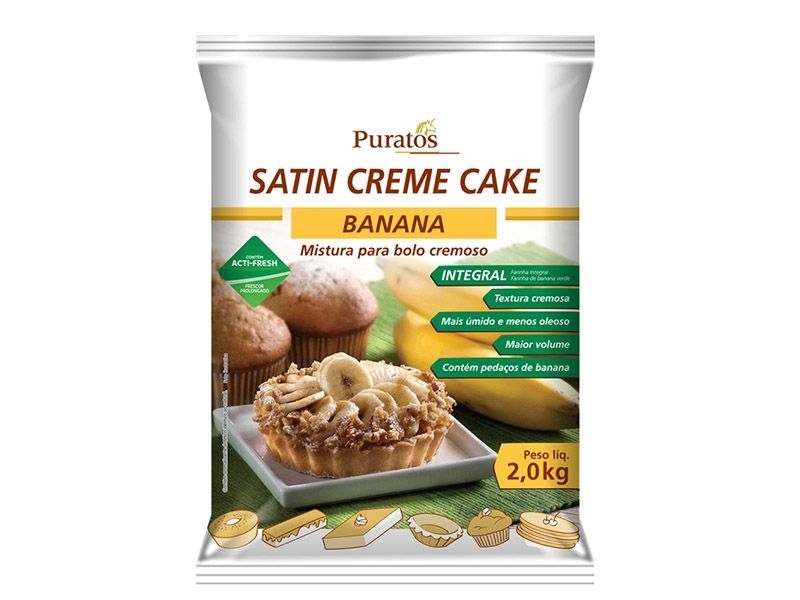 Puratos
SATIN CREME CAKE
BANANA
Mistura para bolo cremoso
CONTÉM
ACTI-FRESH
FRESCOR
PROLONGADO
INTEGRAL Farinha Integral
Farinha de banana verde
Textura cremosa
Mais úmido e menos oleoso
Maior volume
Contém pedaços de banana
Peso líq.
2,0kg